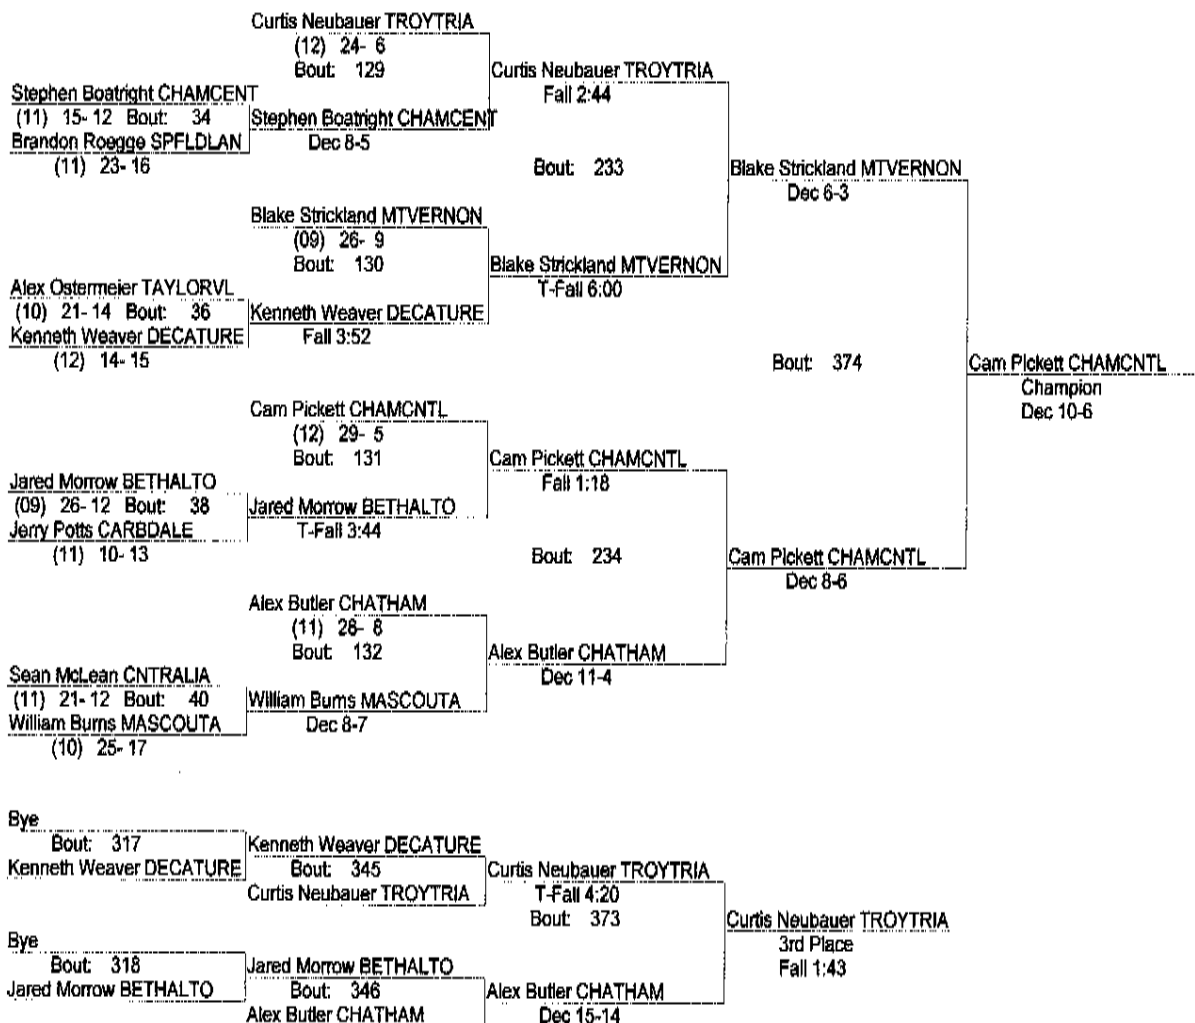 Curtis Neubauer TROYTRIA
(12) 24- 6
Bout: 129
Curtis Neubauer TROYTRIA
Fall 2:44
Stephen Boatright CHAMCENT
(11) 15- 12 Bout: 34
Stephen Boatright CHAMCENT
Dec 8-5
Brandon Roegge SPFLDLAN
(11) 23- 16
Bout: 233
Blake Strickland MTVERNON
Dec 6-3
Blake Strickland MTVERNON
(09) 26- 9
Bout: 130
Blake Strickland MTVERNON
T-Fall 6:00
Alex Ostermeier TAYLORVL
(10) 21- 14 Bout: 36
Kenneth Weaver DECATURE
Fall 3:52
Kenneth Weaver DECATURE
(12) 14- 15
Bout: 374
Cam Pickett CHAMCNTL
Champion
Dec 10-6
Cam Pickett CHAMCNTL
(12) 29- 5
Bout: 131
Cam Pickett CHAMCNTL
Fall 1:18
Jared Morrow BETHALTO
(09) 26- 12 Bout: 38
Jared Morrow BETHALTO
T-Fall 3:44
Jerry Potts CARBDALE
(11) 10- 13
Bout: 234
Cam Pickett CHAMCNTL
Dec 8-6
Alex Butler CHATHAM
(11) 28- 8
Bout: 132
Alex Butler CHATHAM
Dec 11-4
Sean McLean CNTRALIA
(11) 21- 12 Bout: 40
William Burns MASCOUTA
Dec 8-7
William Burns MASCOUTA
(10) 25- 17
Bye
Bout: 317
Kenneth Weaver DECATURE
Kenneth Weaver DECATURE
Bout: 345
Curtis Neubauer TROYTRIA
Curtis Neubauer TROYTRIA
T-Fall 4:20
Bout: 373
Curtis Neubauer TROYTRIA
3rd Place
Fall 1:43
Bye
Bout: 318
Jared Morrow BETHALTO
Jared Morrow BETHALTO
Bout: 346
Alex Butler CHATHAM
Alex Butler CHATHAM
Dec 15-14